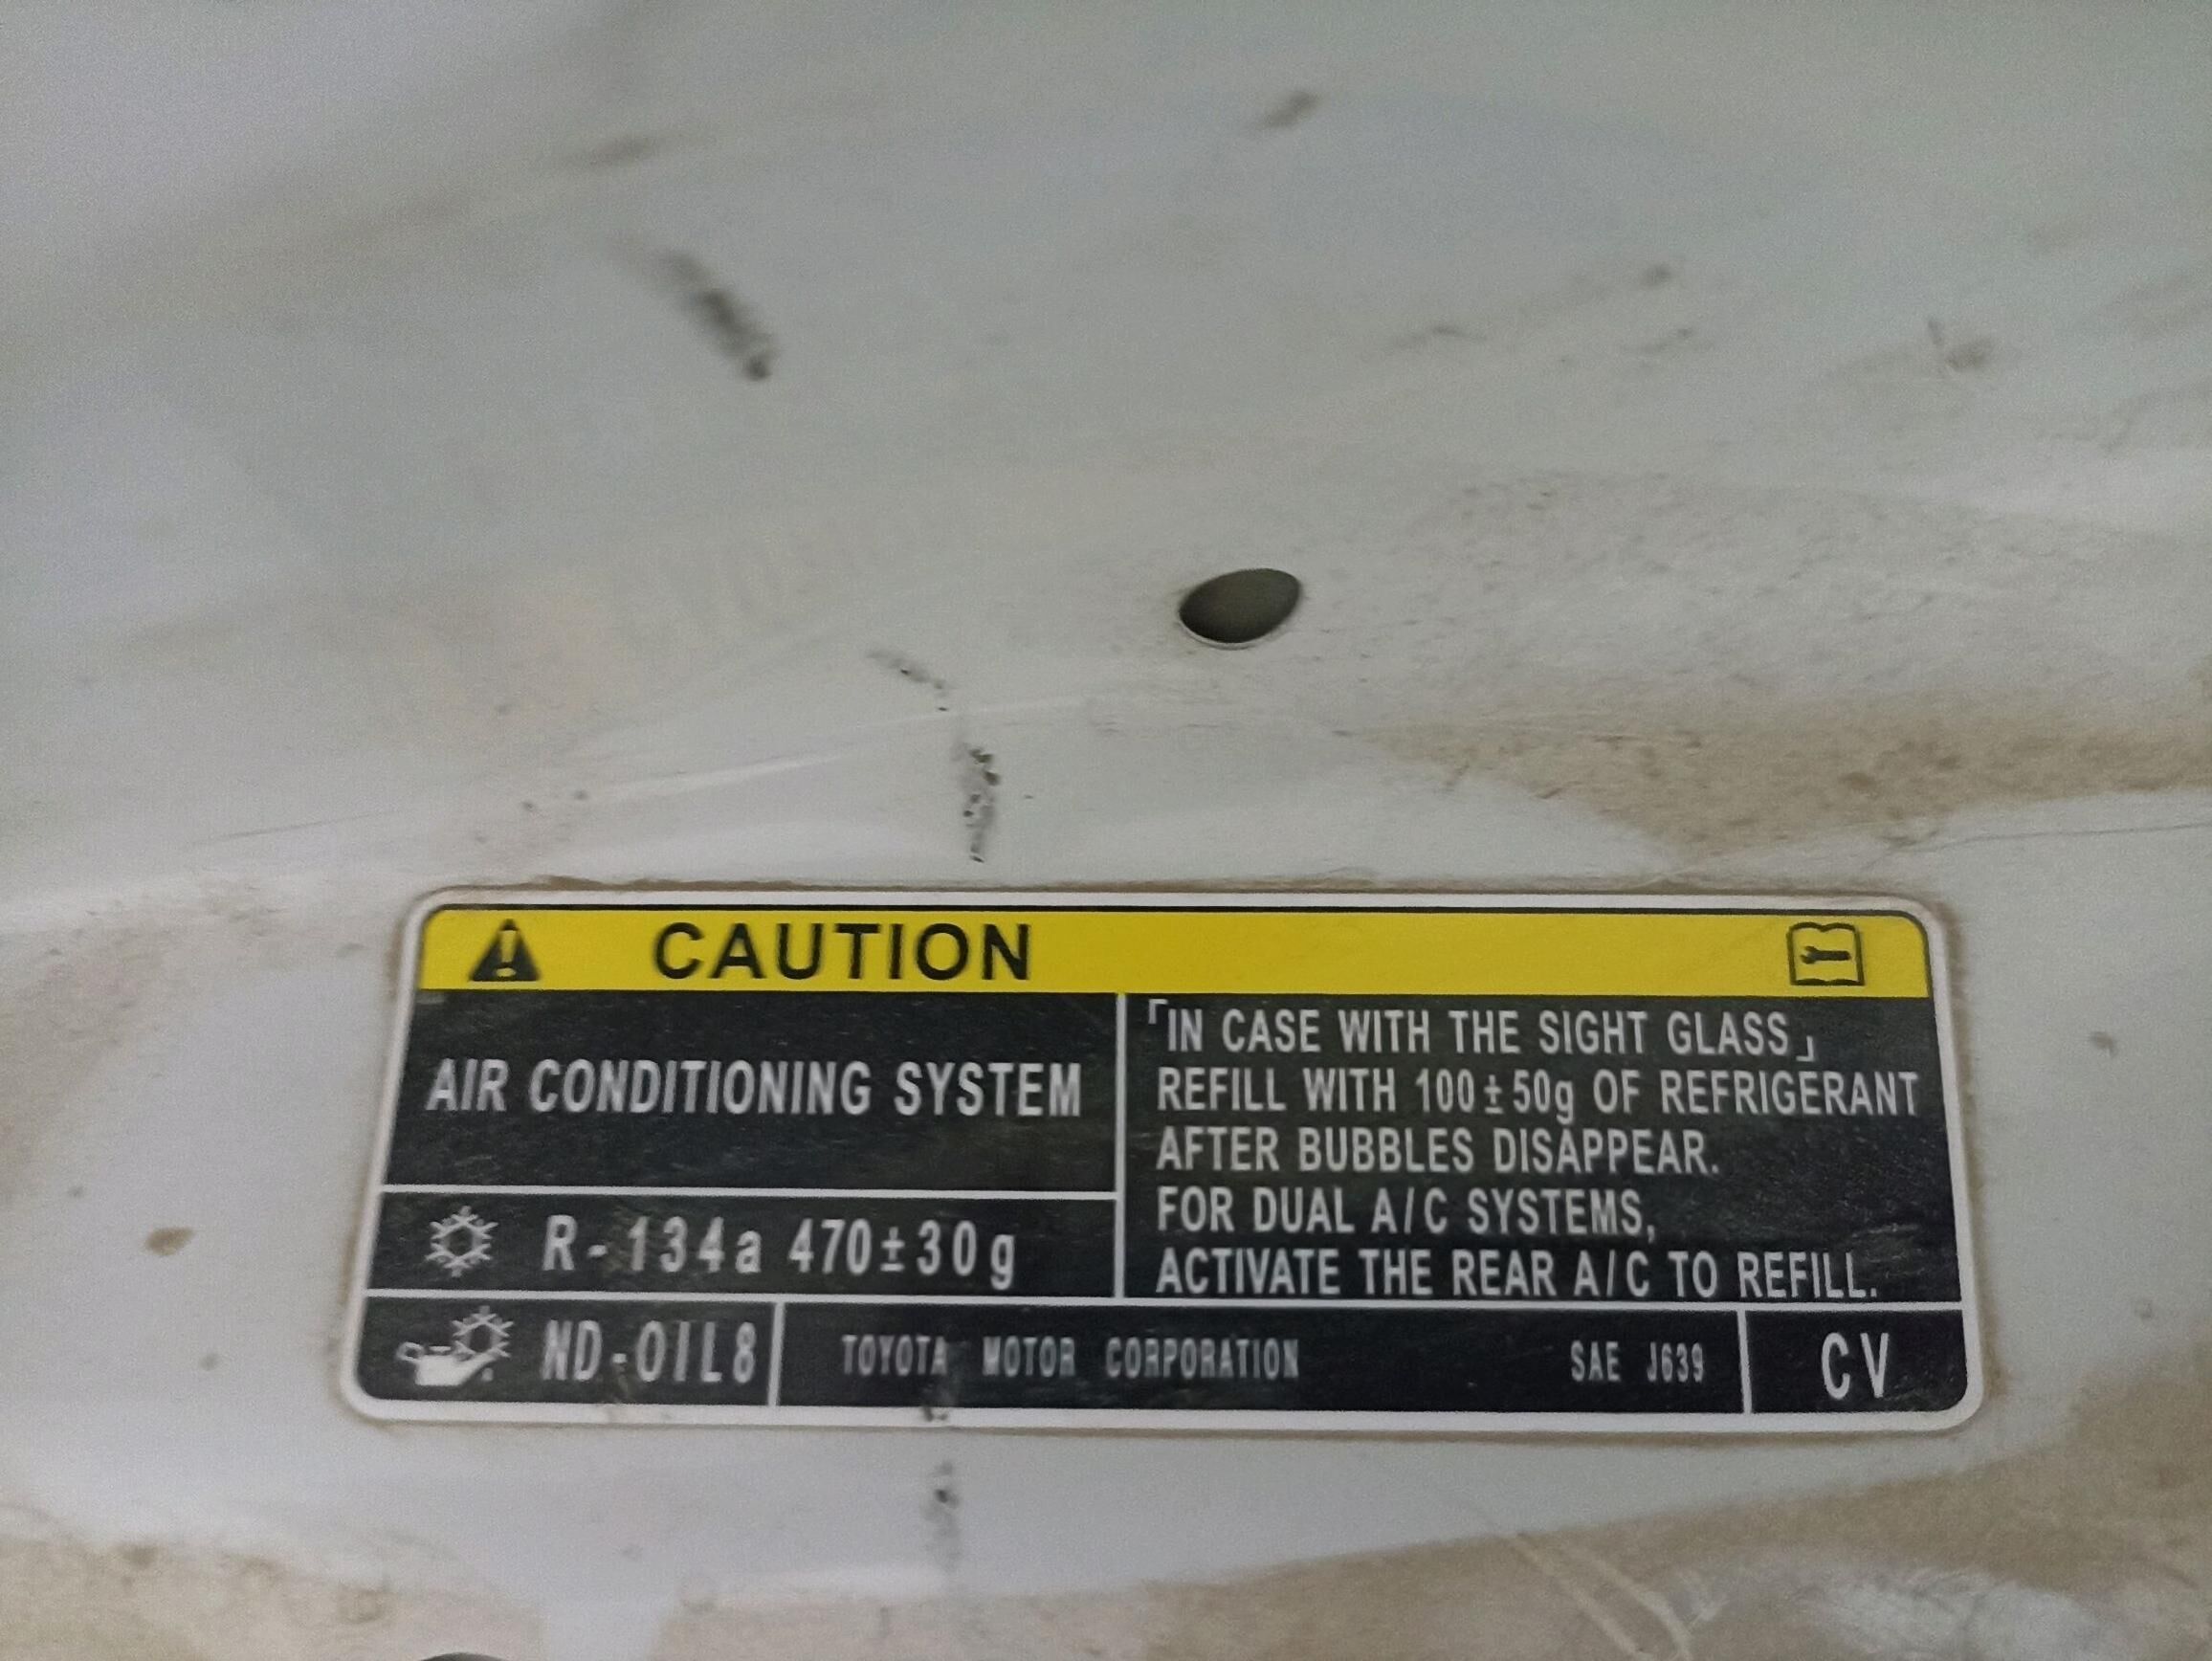 CAUTION
AIR CONDITIONING SYSTEM
R-134a 470±30g
｢IN CASE WITH THE SIGHT GLASS｣
REFILL WITH 100±50g OF REFRIGERANT
AFTER BUBBLES DISAPPEAR.
FOR DUAL A/C SYSTEMS,
ACTIVATE THE REAR A/C TO REFILL.
ND-OIL8
TOYOTA MOTOR CORPORATION SAE J639
CV